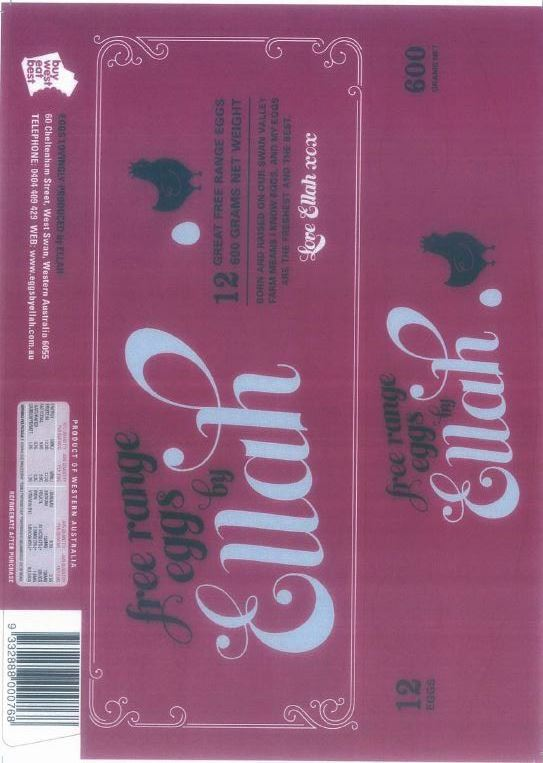 buy
west
eat
best
EGGS LOVINGLY PRODUCED by ELLAH
60 Cheltenham Street, West Swan, Western Australia 6055
TELEPHONE: 0404 409 429 WEB: www.eggsbyellah.com.au
PRODUCT OF WESTERN AUSTRALIA
REFRIGERATE AFTER PURCHASE
9 332888 000768
free range
eggs
by
Ellah
12 GREAT FREE RANGE EGGS
600 GRAMS NET WEIGHT
BORN AND RAISED ON OUR SWAN VALLEY
FARM MEANS I KNOW EGGS, AND MY EGGS
ARE THE FRESHEST AND THE BEST.
Love Ellah xox
600
GRAMS NET
free range
eggs
by
Ellah
12
EGGS